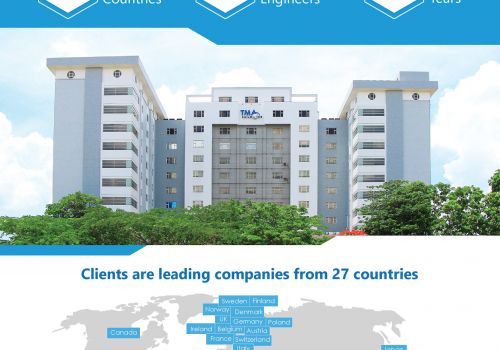 Countries
Engineers
Years
TMA
Clients are leading companies from 27 countries
Sweden
Finland
Norway
Denmark
UK
Germany
Poland
Canada
Ireland
Belgium
Austria
France
Switzerland
Italy
Japan